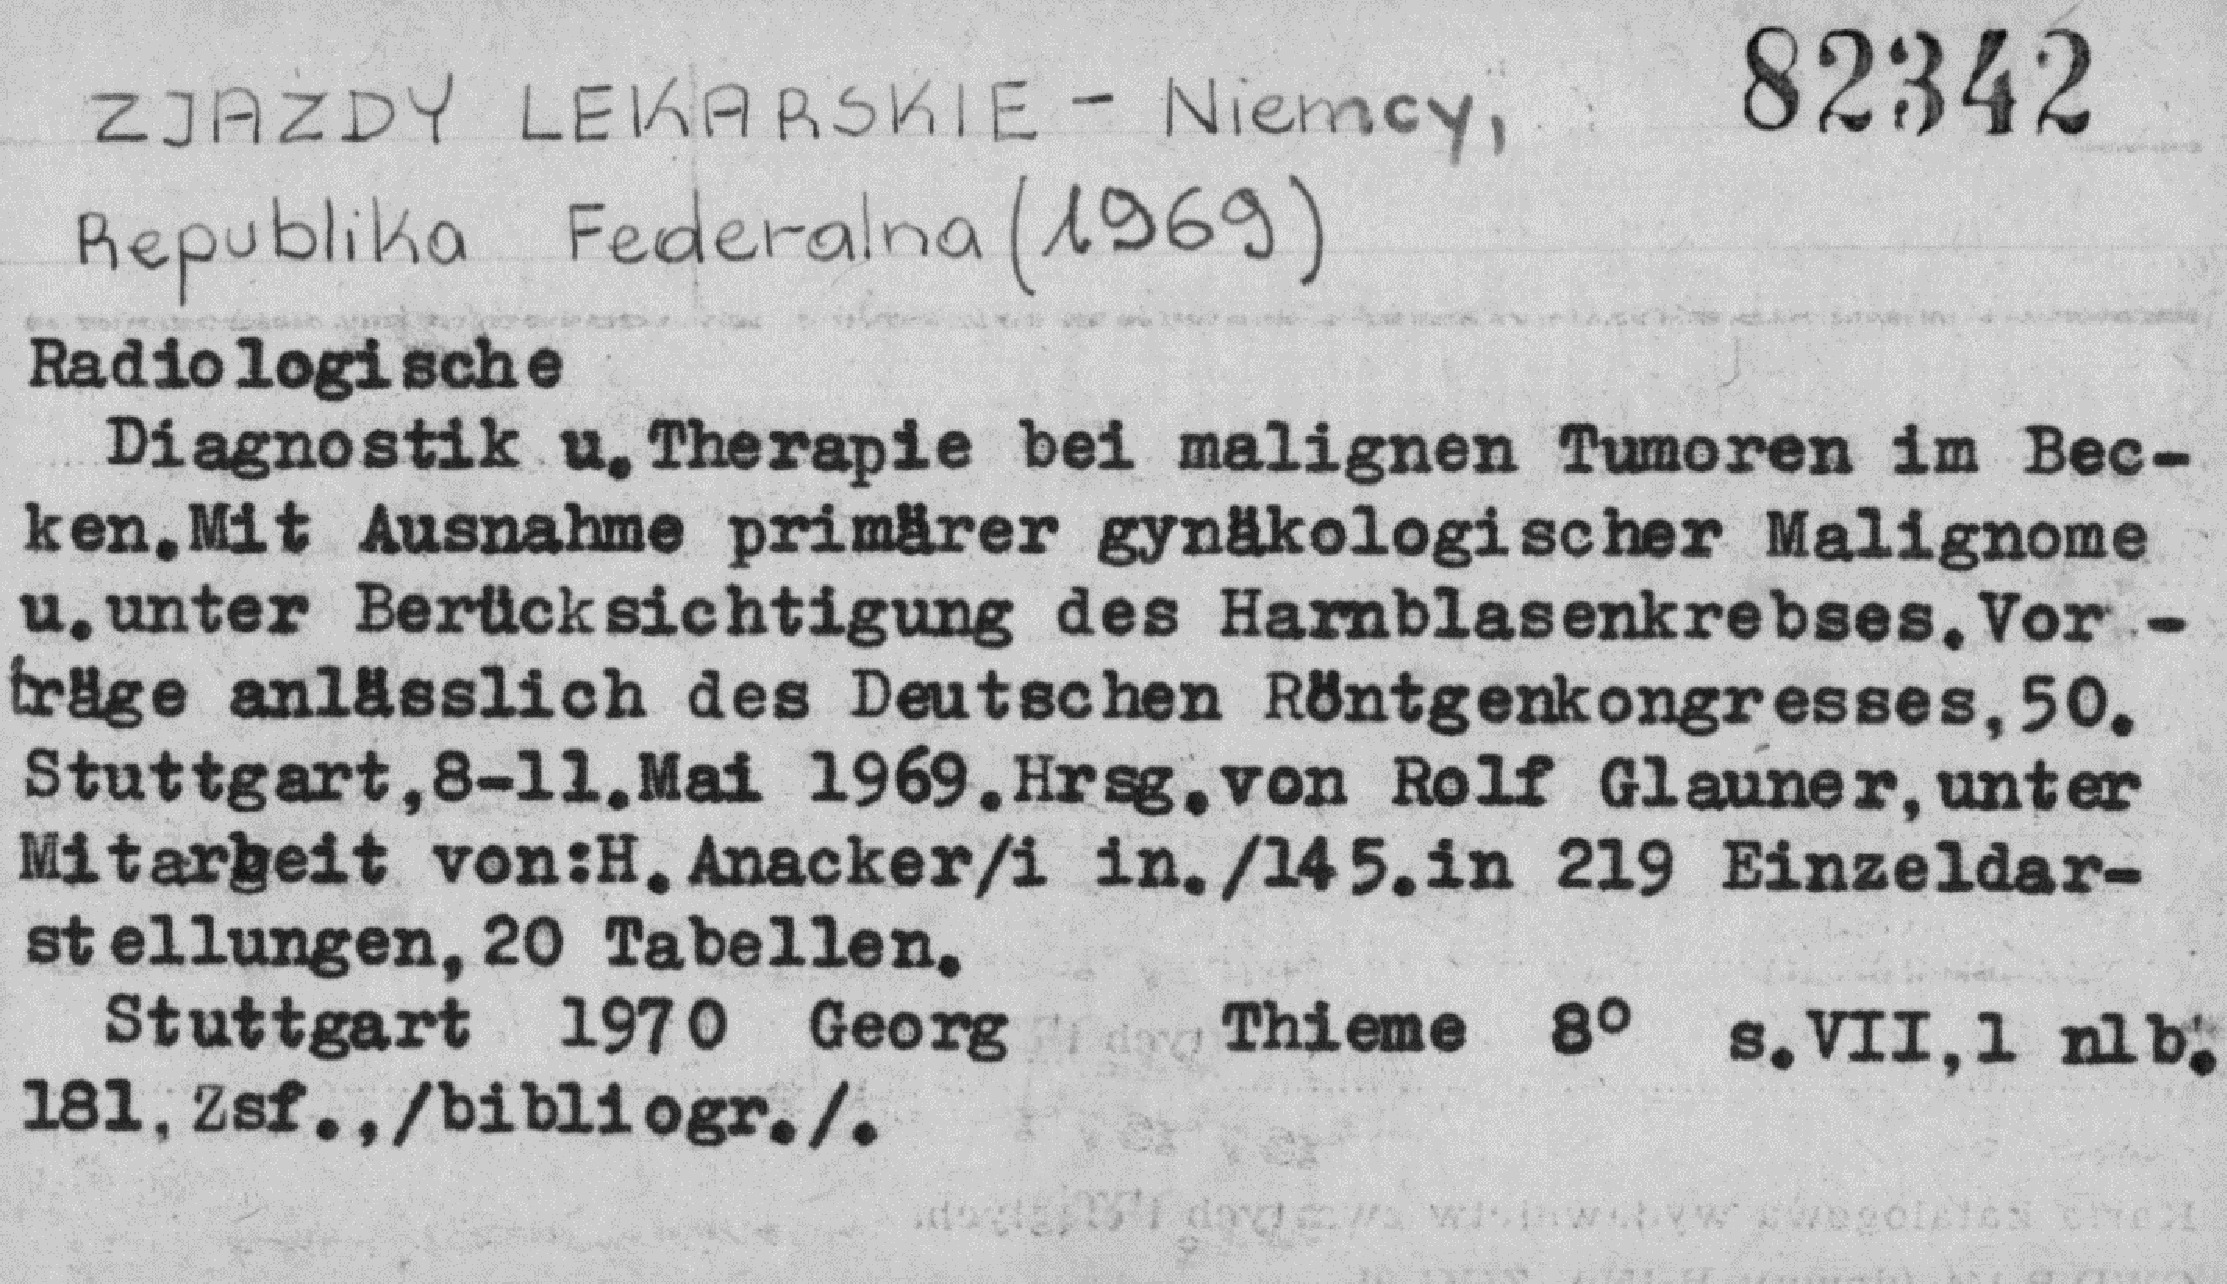 82342
ZJAZDY LEKARSKIE - Niemcy,
Republika Federalna (1969)
Radiologische
Diagnostik u.Therapie bei malignen Tumoren im Bec-
ken.Mit Ausnahme primärer gynäkologischer Malignome
u.unter Berücksichtigung des Harnblasenkrebses.Vor -
träge anlässlich des Deutschen Röntgenkongresses,50.
Stuttgart,8-11.Mai 1969.Hrsg.von Rolf Glauner,unter
Mitarbeit von:H.Anacker/i in./145.in 219 Einzeldar-
stellungen,20 Tabellen.
Stuttgart 1970 Georg Thieme 8° s.VII,1 nlb.
181,Zsf.,/bibliogr./.